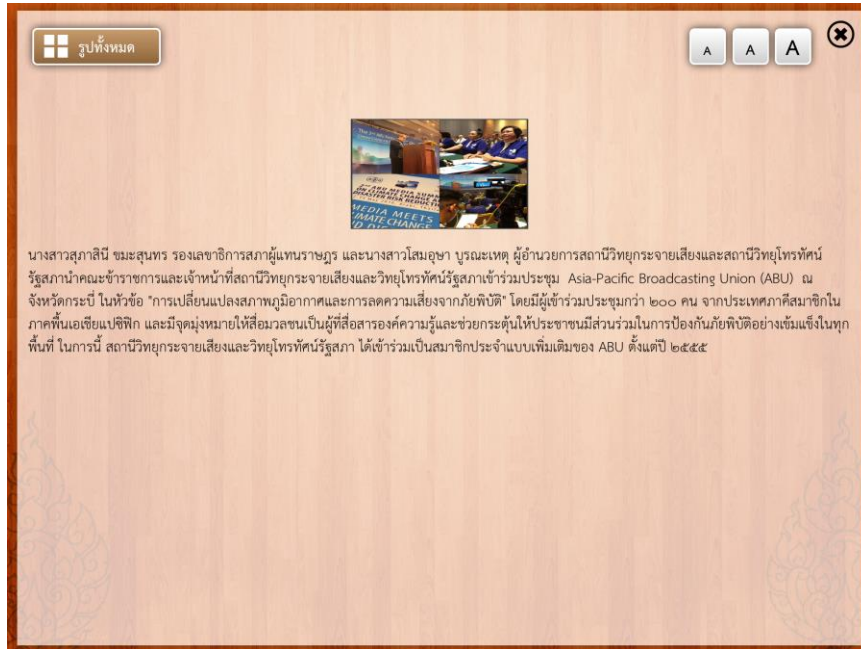 รูปทั้งหมด
A A A
The 2nd ABU Media
2nd ABU MEDIA SUMMIT
ON CLIMATE CHANGE AND
DISASTER RISK REDUCTION
MEDIA MEETS
CLIMATE CHANGE
นางสาวสุภาสินี ขมะสุนทร รองเลขาธิการสภาผู้แทนราษฎร และนางสาวโสมอุษา บูรณะเหตุ ผู้อำนวยการสถานีวิทยุกระจายเสียงและสถานีวิทยุโทรทัศน์
รัฐสภานำคณะข้าราชการและเจ้าหน้าที่สถานีวิทยุกระจายเสียงและวิทยุโทรทัศน์รัฐสภาเข้าร่วมประชุม Asia-Pacific Broadcasting Union (ABU) ณ
จังหวัดกระบี่ ในหัวข้อ "การเปลี่ยนแปลงสภาพภูมิอากาศและการลดความเสี่ยงจากภัยพิบัติ" โดยมีผู้เข้าร่วมประชุมกว่า ๒๐๐ คน จากประเทศภาคีสมาชิกใน
ภาคพื้นเอเชียแปซิฟิก และมีจุดมุ่งหมายให้สื่อมวลชนเป็นผู้ที่สื่อสารองค์ความรู้และช่วยกระตุ้นให้ประชาชนมีส่วนร่วมในการป้องกันภัยพิบัติอย่างเข้มแข็งในทุก
พื้นที่ ในการนี้ สถานีวิทยุกระจายเสียงและวิทยุโทรทัศน์รัฐสภา ได้เข้าร่วมเป็นสมาชิกประจำแบบเพิ่มเติมของ ABU ตั้งแต่ปี ๒๕๕๕